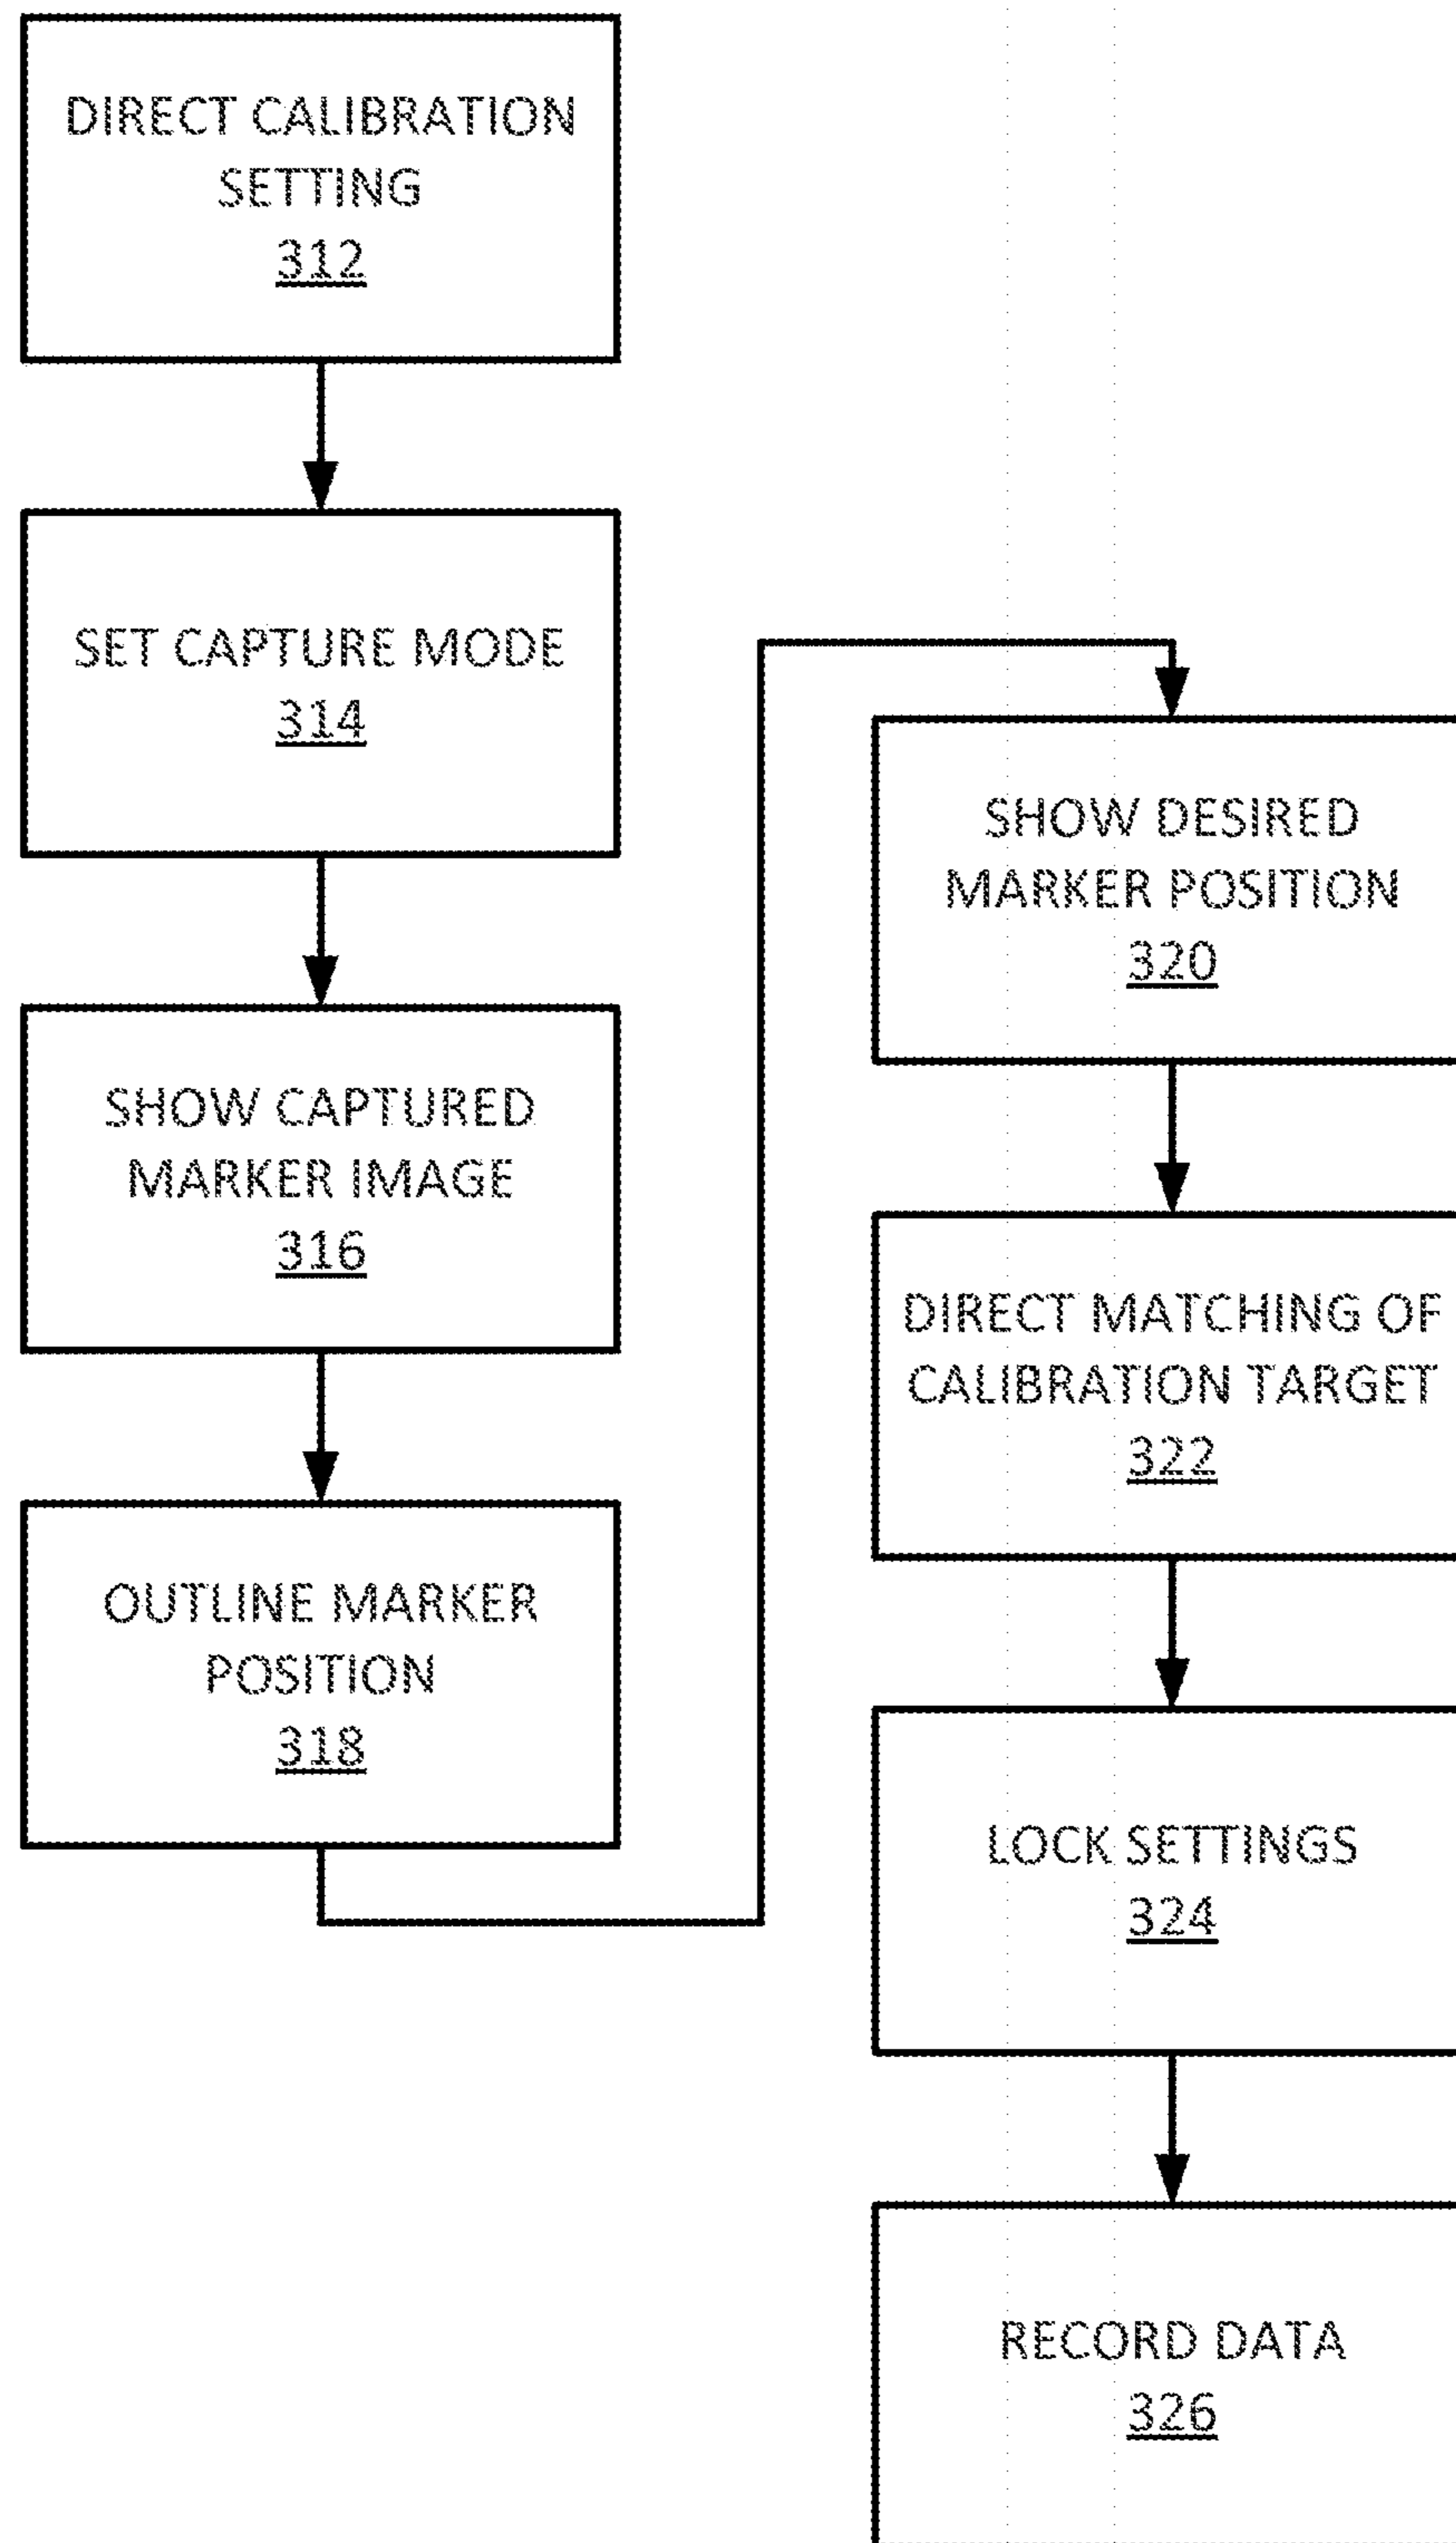 DIRECT CALIBRATION
SETTING
312
SET CAPTURE MODE
314
SHOW CAPTURED
MARKER IMAGE
316
OUTLINE MARKER
POSITION
318
SHOW DESIRED
MARKER POSITION
320
DIRECT MATCHING OF
CALIBRATION TARGET
322
LOCK SETTINGS
324
RECORD DATA
326